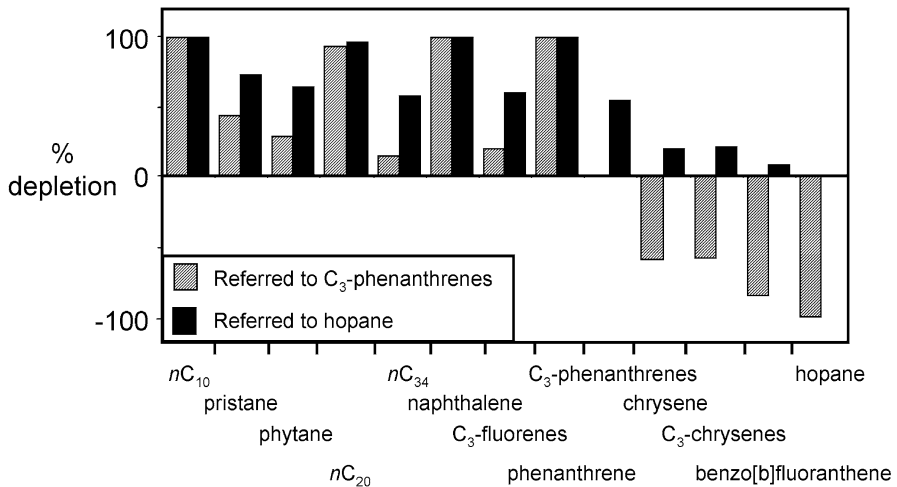 100
%
depletion
0
-100
Referred to C₃-phenanthrenes
Referred to hopane
nC₁₀
nC₃₄
C₃-phenanthrenes
hopane
pristane
naphthalene
chrysene
phytane
C₃-fluorenes
C₃-chrysenes
nC₂₀
phenanthrene
benzo[b]fluoranthene